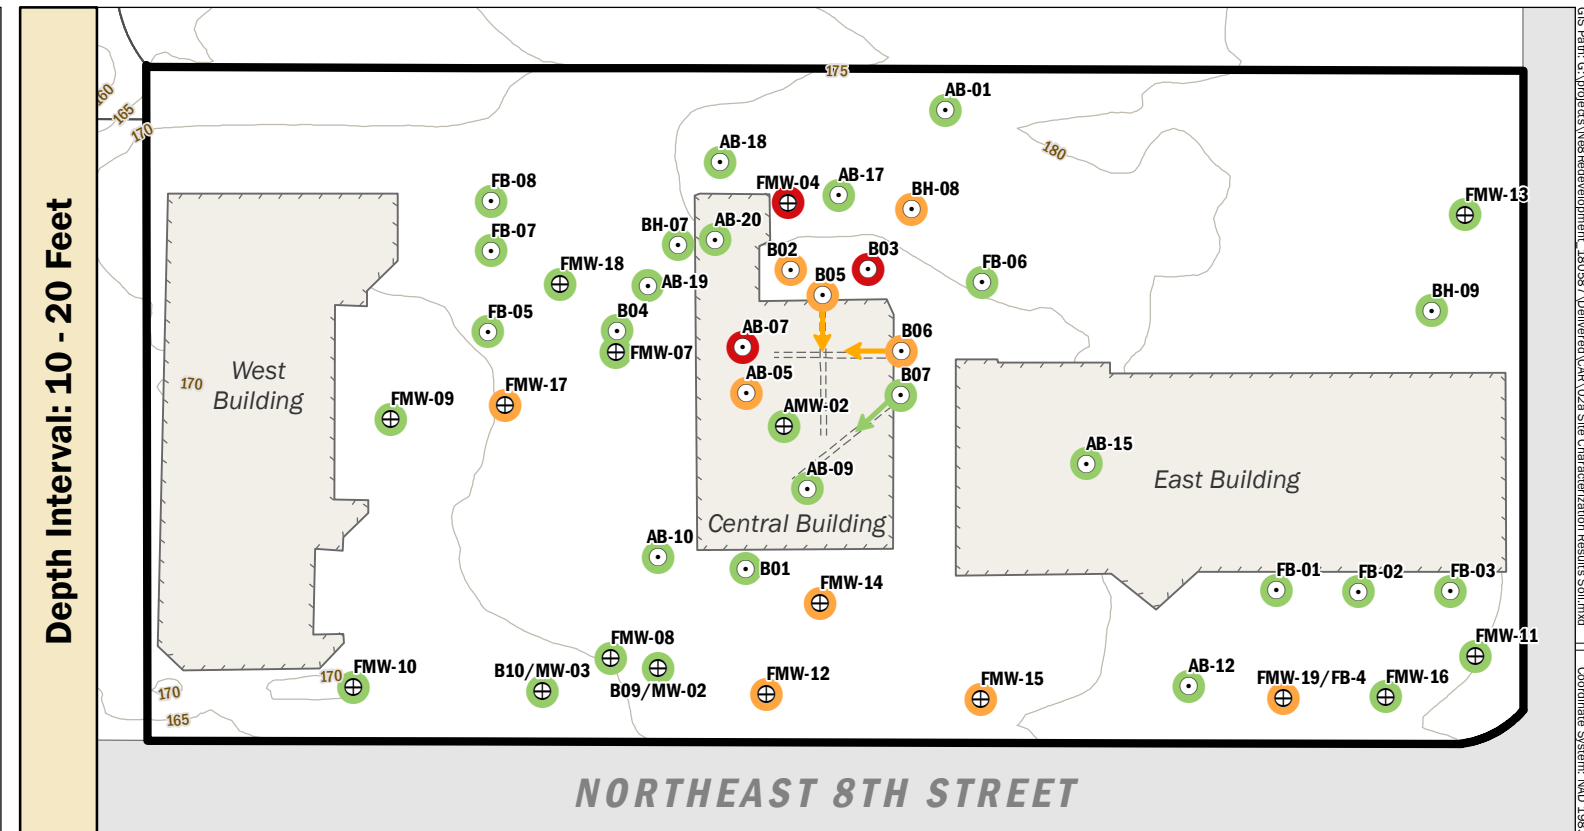 Depth Interval: 10 - 20 Feet
175
160
165
170
AB-01
180
AB-18
FMW-04
AB-17
BH-08
FMW-13
FB-08
FB-07
BH-07
AB-20
FMW-18
AB-19
B02
B03
B05
FB-06
BH-09
FB-05
B04
FMW-07
AB-07
B06
170
West
Building
FMW-09
FMW-17
AB-05
B07
AMW-02
AB-15
AB-09
East Building
Central Building
AB-10
B01
FMW-14
FB-01
FB-02
FB-03
FMW-08
FMW-11
170
FMW-10
B10/MW-03
B09/MW-02
FMW-12
FMW-15
AB-12
FMW-19/FB-4
FMW-16
170
165
NORTHEAST 8TH STREET
Coordinate System: NAD 198